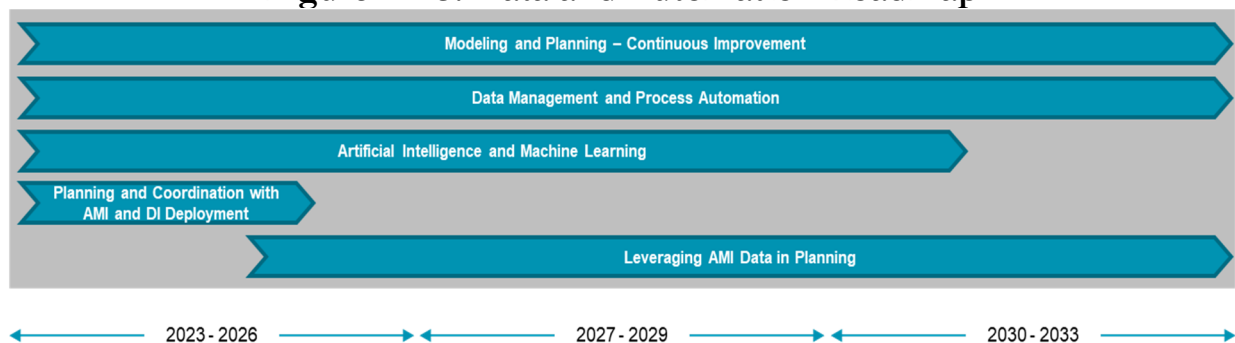 Modeling and Planning – Continuous Improvement
Data Management and Process Automation
Artificial Intelligence and Machine Learning
Planning and Coordination with
AMI and DI Deployment
Leveraging AMI Data in Planning
2023 - 2026 2027 - 2029 2030 - 2033